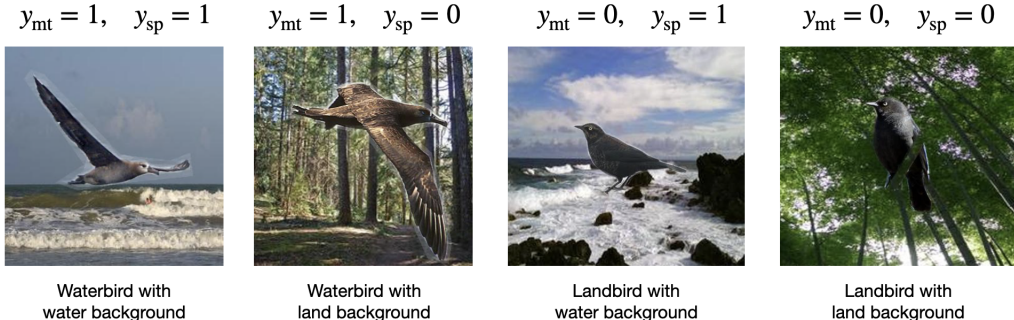 y_mt = 1, y_sp = 1
y_mt = 1, y_sp = 0
y_mt = 0, y_sp = 1
y_mt = 0, y_sp = 0
Waterbird with
water background
Waterbird with
land background
Landbird with
water background
Landbird with
land background